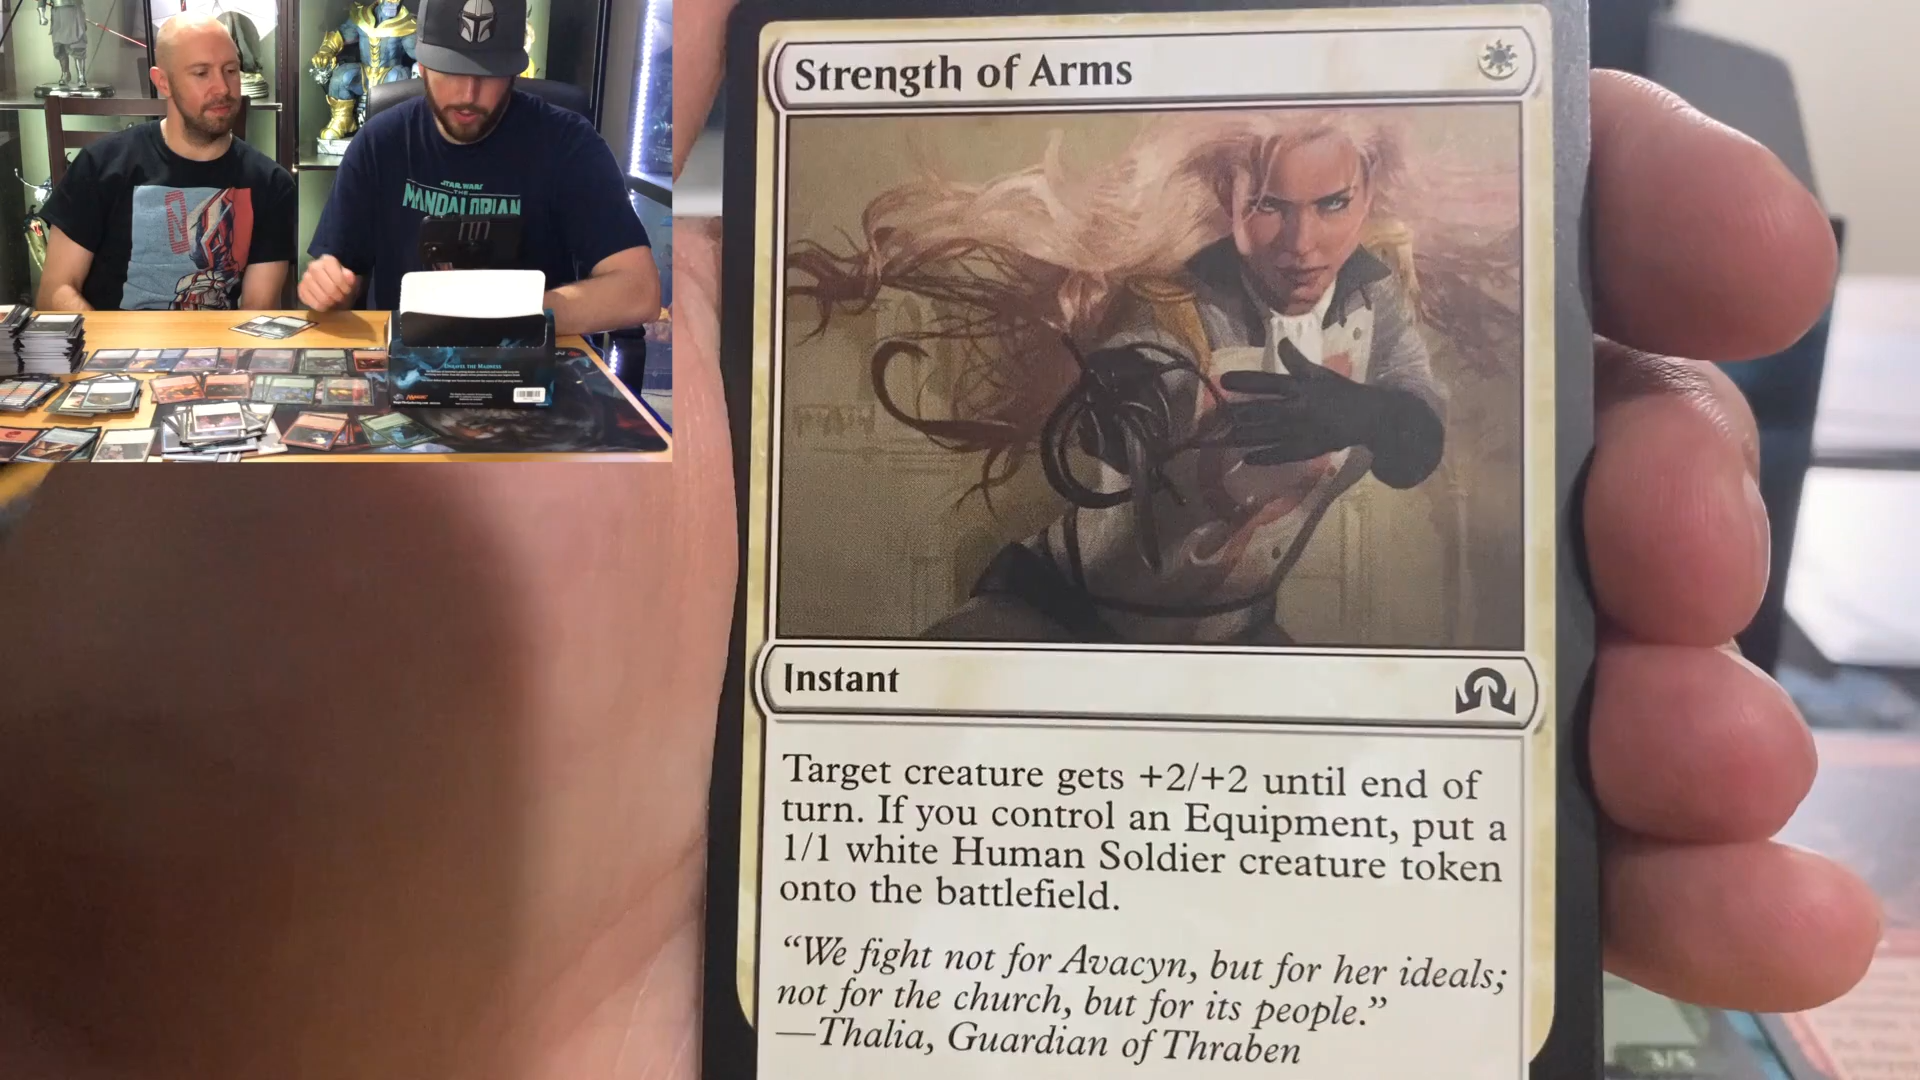 STAR WARS
THE
MANDALORIAN
Strength of Arms
Instant
Target creature gets +2/+2 until end of
turn. If you control an Equipment, put a
1/1 white Human Soldier creature token
onto the battlefield.
“We fight not for Avacyn, but for her ideals;
not for the church, but for its people.”
—Thalia, Guardian of Thraben
3/5